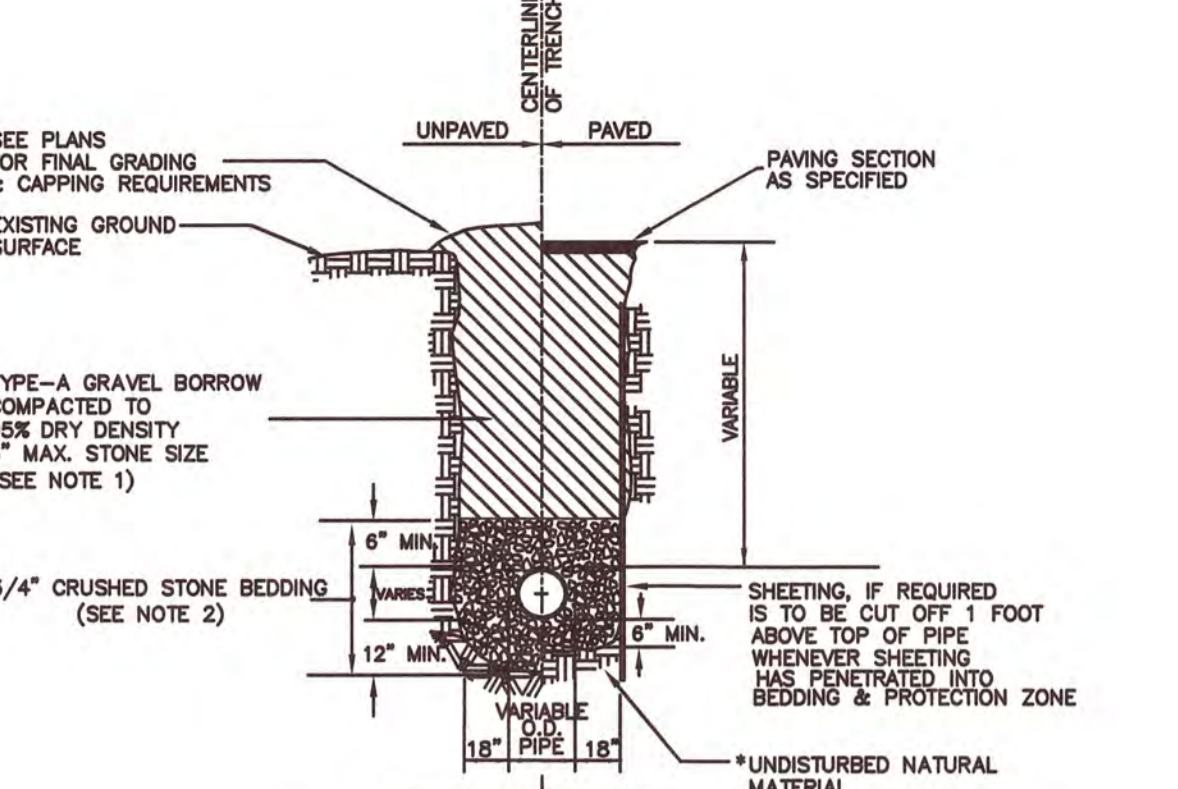 CENTERLINE
OF TRENCH
UNPAVED
PAVED
SEE PLANS
OR FINAL GRADING
CAPPING REQUIREMENTS
PAVING SECTION
AS SPECIFIED
EXISTING GROUND
SURFACE
YPE-A GRAVEL BORROW
COMPACTED TO
5% DRY DENSITY
" MAX. STONE SIZE
SEE NOTE 1)
VARIABLE
6" MIN.
/4" CRUSHED STONE BEDDING
(SEE NOTE 2)
VARIES
12" MIN.
6" MIN.
SHEETING, IF REQUIRED
IS TO BE CUT OFF 1 FOOT
ABOVE TOP OF PIPE
WHENEVER SHEETING
HAS PENETRATED INTO
BEDDING & PROTECTION ZONE
VARIABLE
O.D.
PIPE
18"
18"
*UNDISTURBED NATURAL
MATERIAL